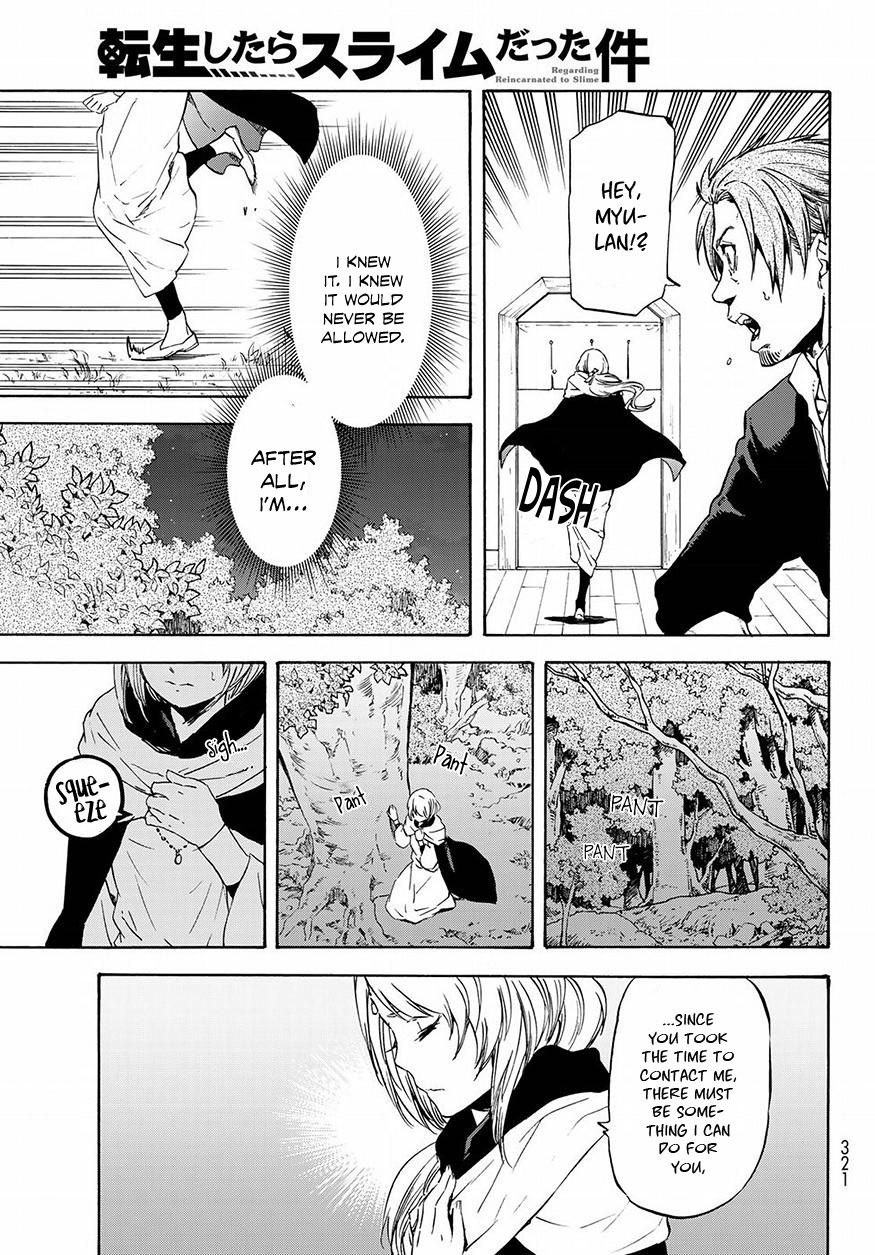 転生したらスライムだった件
Regarding
Reincarnated to Slime
HEY,
MYU-
LAN!?
DASH
I KNEW
IT. I KNEW
IT WOULD
NEVER BE
ALLOWED.
AFTER
ALL,
I'M...
PANT
PANT
Pant
Pant
Sigh...
Sque-
eze
...SINCE
YOU TOOK
THE TIME TO
CONTACT ME,
THERE MUST
BE SOME-
THING I CAN
DO FOR
YOU,
321